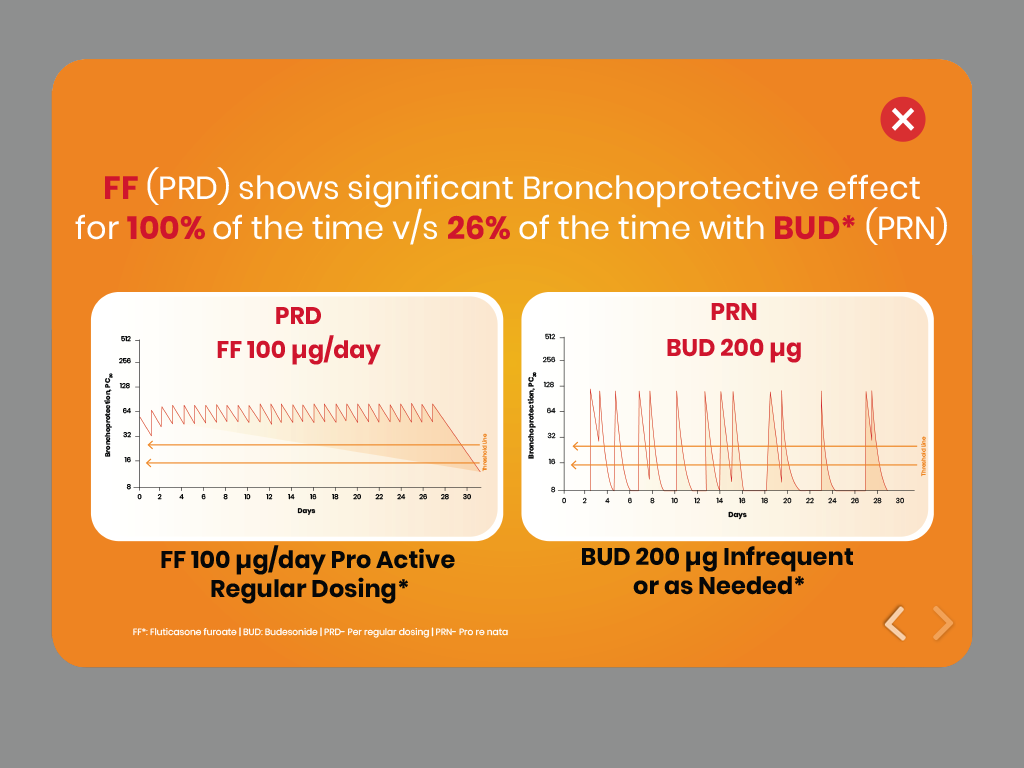 FF (PRD) shows significant Bronchoprotective effect
for 100% of the time v/s 26% of the time with BUD* (PRN)
PRD
FF 100 µg/day
512
256
128
64
32
16
8
Bronchoprotection, PC20
Threshold Line
0 2 4 6 8 10 12 14 16 18 20 22 24 26 28 30
Days
PRN
BUD 200 µg
512
256
128
64
32
16
8
Bronchoprotection, PC20
Threshold Line
0 2 4 6 8 10 12 14 16 18 20 22 24 26 28 30
Days
FF 100 µg/day Pro Active
Regular Dosing*
BUD 200 µg Infrequent
or as Needed*
FF*: Fluticasone furoate | BUD: Budesonide | PRD- Per regular dosing | PRN- Pro re nata